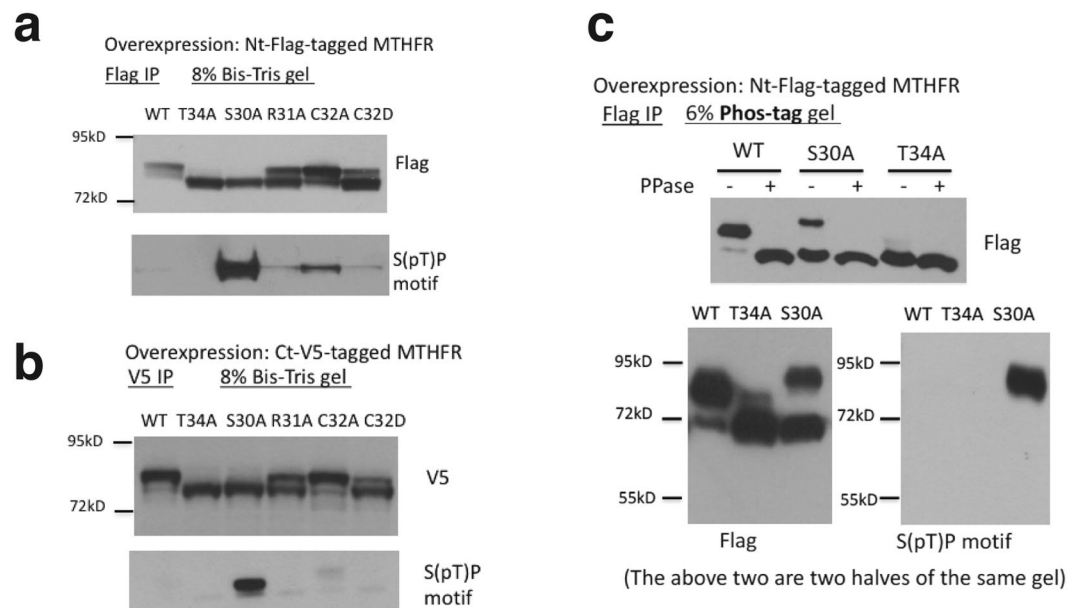 a
Overexpression: Nt-Flag-tagged MTHFR
Flag IP 8% Bis-Tris gel
WT T34A S30A R31A C32A C32D
95kD
Flag
72kD
S(pT)P
motif
b
Overexpression: Ct-V5-tagged MTHFR
V5 IP 8% Bis-Tris gel
WT T34A S30A R31A C32A C32D
95kD
V5
72kD
S(pT)P
motif
c
Overexpression: Nt-Flag-tagged MTHFR
Flag IP 6% Phos-tag gel
WT S30A T34A
PPase - + - + - +
Flag
WT T34A S30A WT T34A S30A
95kD 95kD
72kD 72kD
55kD 55kD
Flag S(pT)P motif
(The above two are two halves of the same gel)